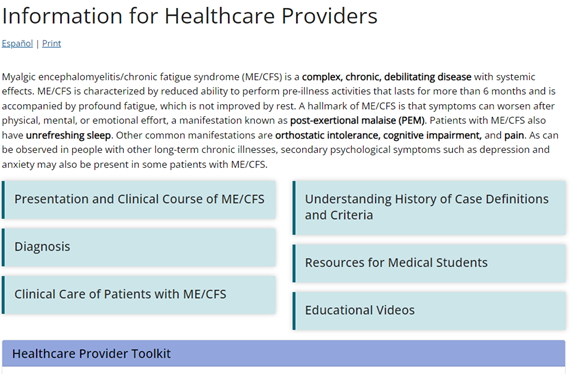 Information for Healthcare Providers
Español | Print
Myalgic encephalomyelitis/chronic fatigue syndrome (ME/CFS) is a complex, chronic, debilitating disease with systemic
effects. ME/CFS is characterized by reduced ability to perform pre-illness activities that lasts for more than 6 months and is
accompanied by profound fatigue, which is not improved by rest. A hallmark of ME/CFS is that symptoms can worsen after
physical, mental, or emotional effort, a manifestation known as post-exertional malaise (PEM). Patients with ME/CFS also
have unrefreshing sleep. Other common manifestations are orthostatic intolerance, cognitive impairment, and pain. As can
be observed in people with other long-term chronic illnesses, secondary psychological symptoms such as depression and
anxiety may also be present in some patients with ME/CFS.
Presentation and Clinical Course of ME/CFS
Diagnosis
Clinical Care of Patients with ME/CFS
Understanding History of Case Definitions
and Criteria
Resources for Medical Students
Educational Videos
Healthcare Provider Toolkit